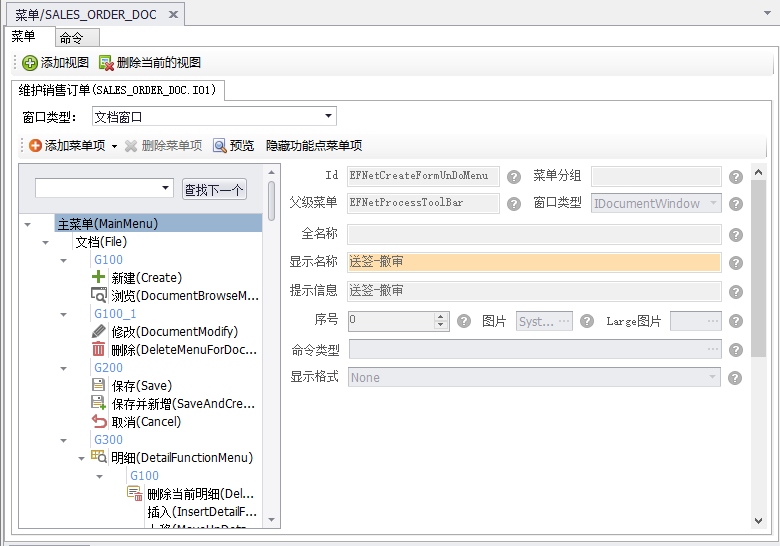 菜单/SALES_ORDER_DOC
菜单 命令
添加视图 删除当前的视图
维护销售订单(SALES_ORDER_DOC.IO1)
窗口类型： 文档窗口
添加菜单项 删除菜单项 预览 隐藏功能点菜单项
查找下一个
主菜单(MainMenu)
文档(File)
G100
新建(Create)
浏览(DocumentBrowseM...
G100_1
修改(DocumentModify)
删除(DeleteMenuForDoc...
G200
保存(Save)
保存并新增(SaveAndCre...
取消(Cancel)
G300
明细(DetailFunctionMenu)
G100
删除当前明细(Del...
插入(InsertDetailF...
Id EFNetCreateFormUnDoMenu 菜单分组
父级菜单 EFNetProcessToolBar 窗口类型 IDocumentWindow
全名称
显示名称 送签-撤审
提示信息 送签-撤审
序号 0 图片 Syst... Large图片
命令类型
显示格式 None